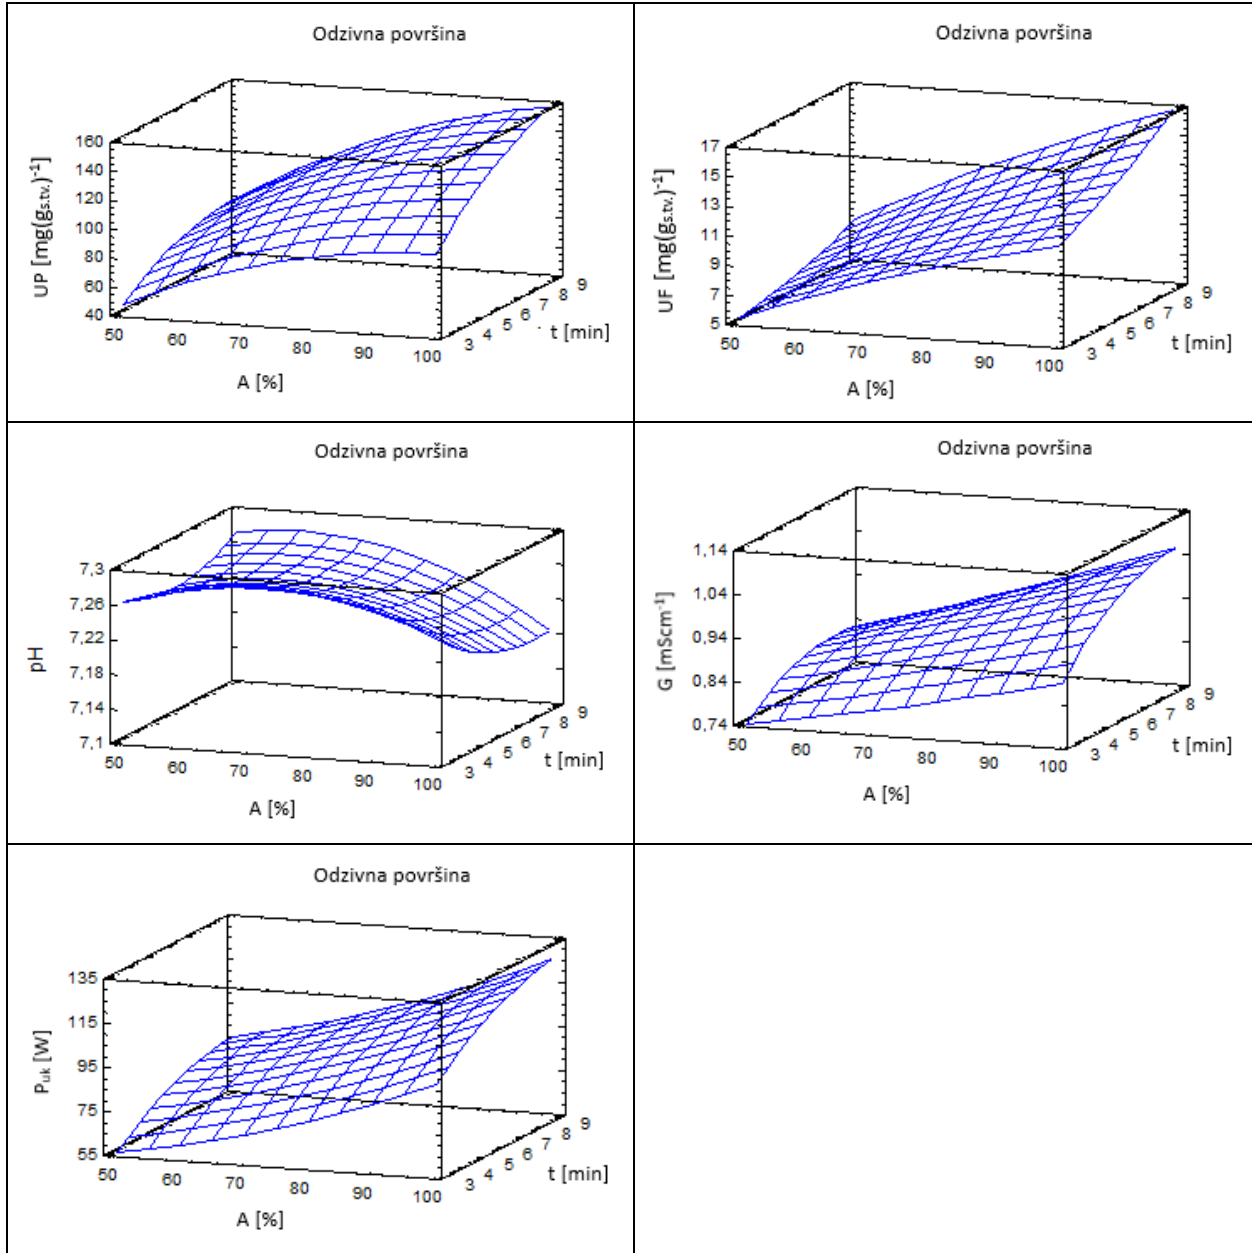 Odzivna površina
UP [mg(gs.tv.)⁻¹]
160
140
120
100
80
60
40
50 60 70 80 90 100
A [%]
3 4 5 6 7 8 9
t [min]
Odzivna površina
UF [mg(gs.tv.)⁻¹]
17
15
13
11
9
7
5
50 60 70 80 90 100
A [%]
3 4 5 6 7 8 9
t [min]
Odzivna površina
pH
7,3
7,26
7,22
7,18
7,14
7,1
50 60 70 80 90 100
A [%]
3 4 5 6 7 8 9
t [min]
Odzivna površina
G [mScm⁻¹]
1,14
1,04
0,94
0,84
0,74
50 60 70 80 90 100
A [%]
3 4 5 6 7 8 9
t [min]
Odzivna površina
Puk [W]
135
115
95
75
55
50 60 70 80 90 100
A [%]
3 4 5 6 7 8 9
t [min]